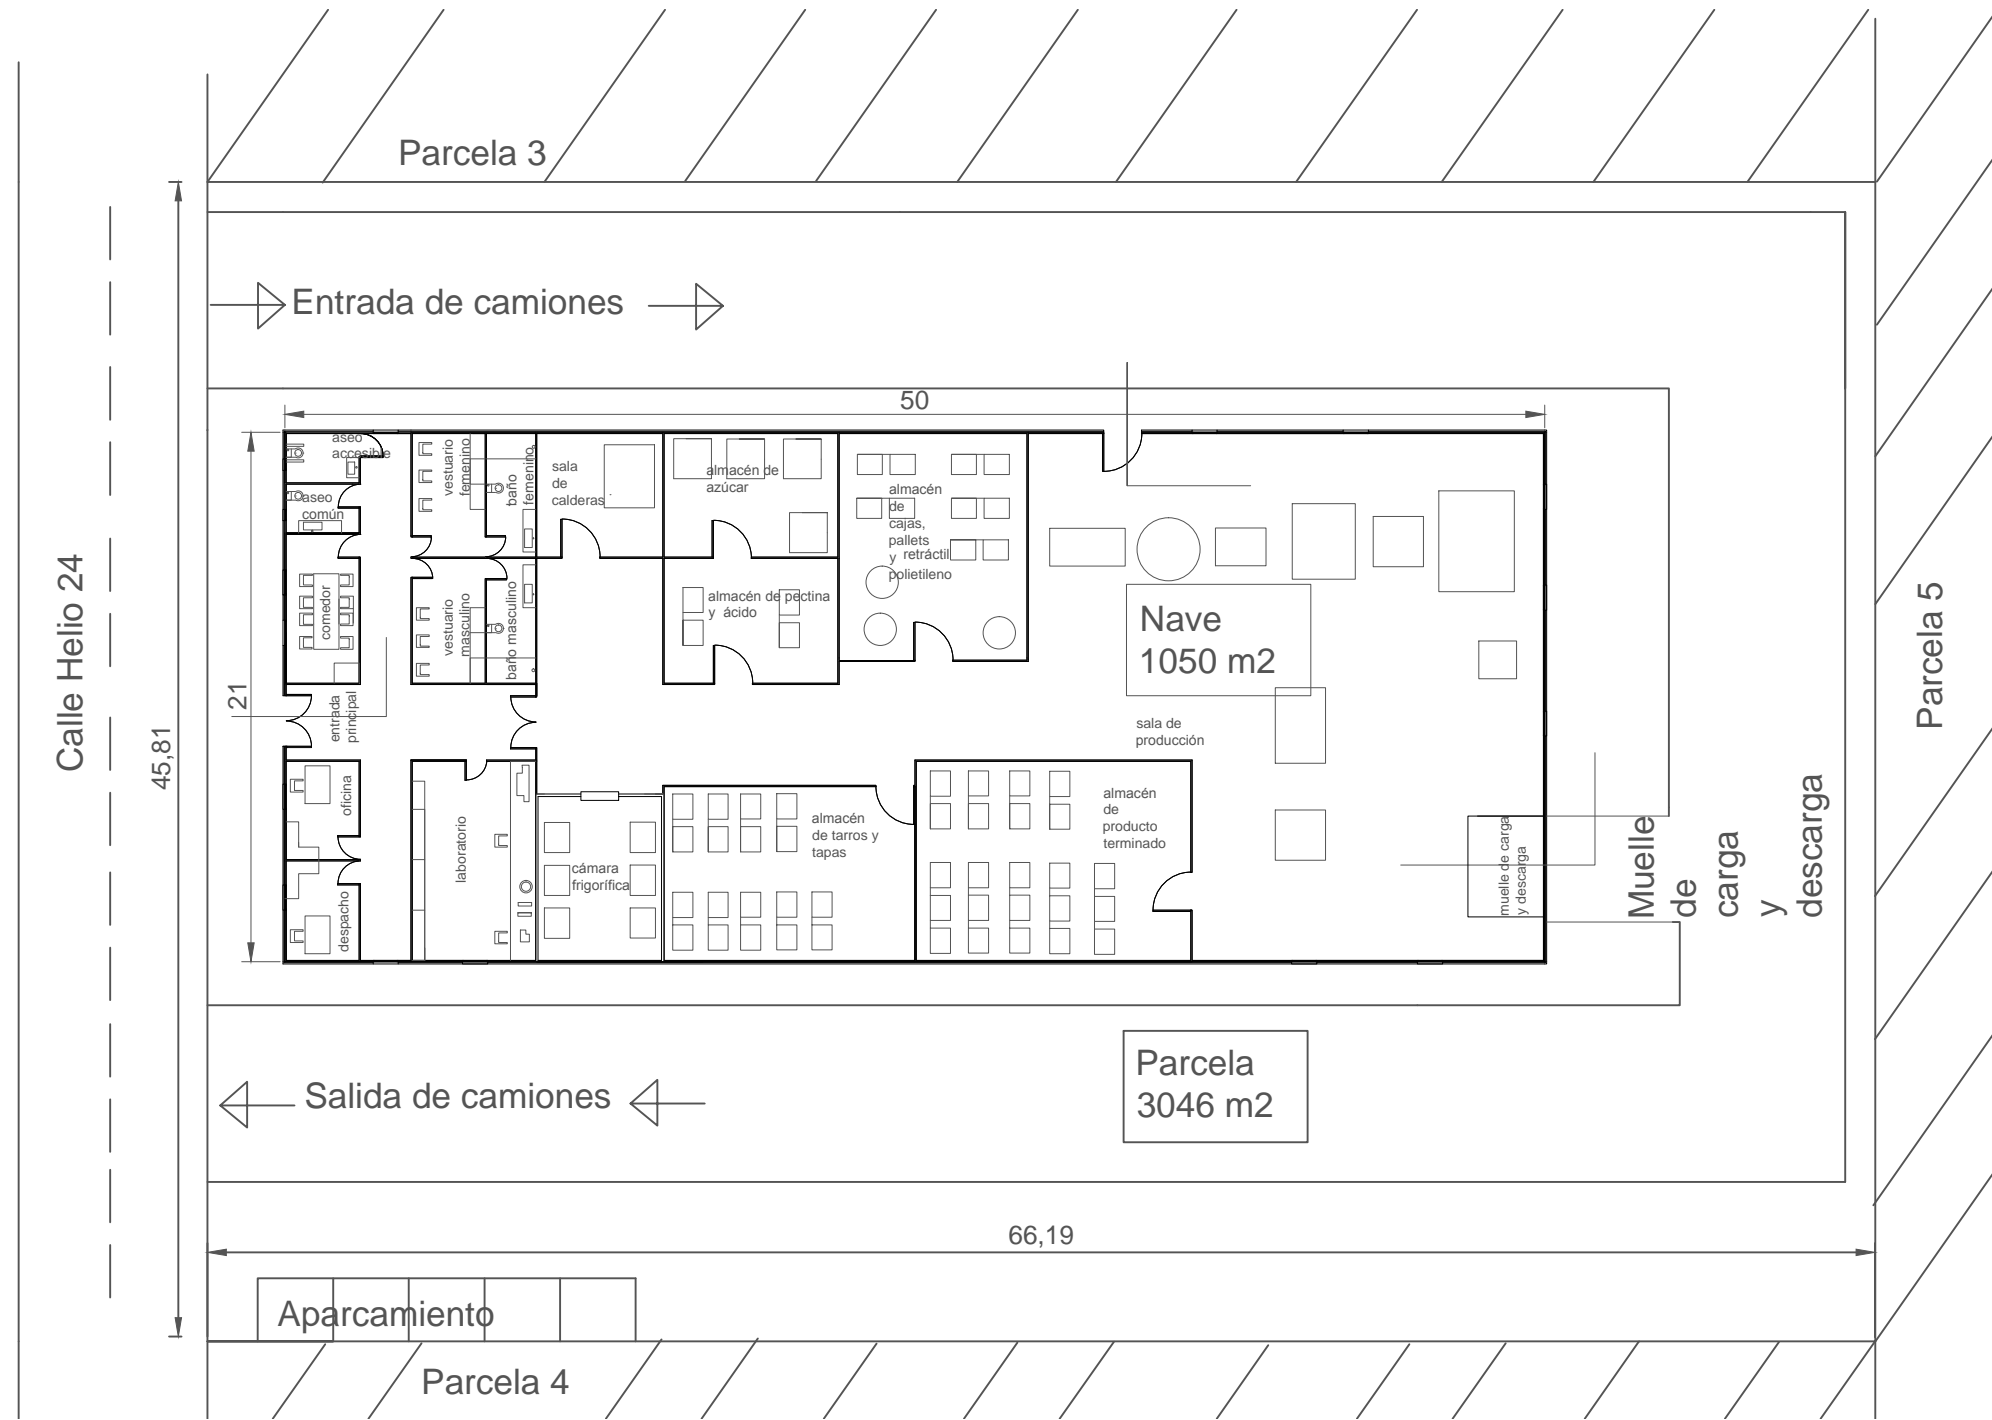 Parcela 3
Entrada de camiones
Calle Helio 24
45,81
21
50
aseo
accesible
aseo
común
comedor
vestuario
femenino
baño
femenino
vestuario
masculino
baño masculino
sala
de
calderas
almacén de
azúcar
almacén de pectina
y ácido
almacén
de
cajas,
pallets
y retráctil
polietileno
Nave
1050 m2
sala de
producción
entrada
principal
oficina
despacho
laboratorio
cámara
frigorífica
almacén
de tarros y
tapas
almacén
de
producto
terminado
muelle de carga
y descarga
Muelle
de
carga
y
descarga
Parcela 5
Salida de camiones
Parcela
3046 m2
66,19
Aparcamiento
Parcela 4